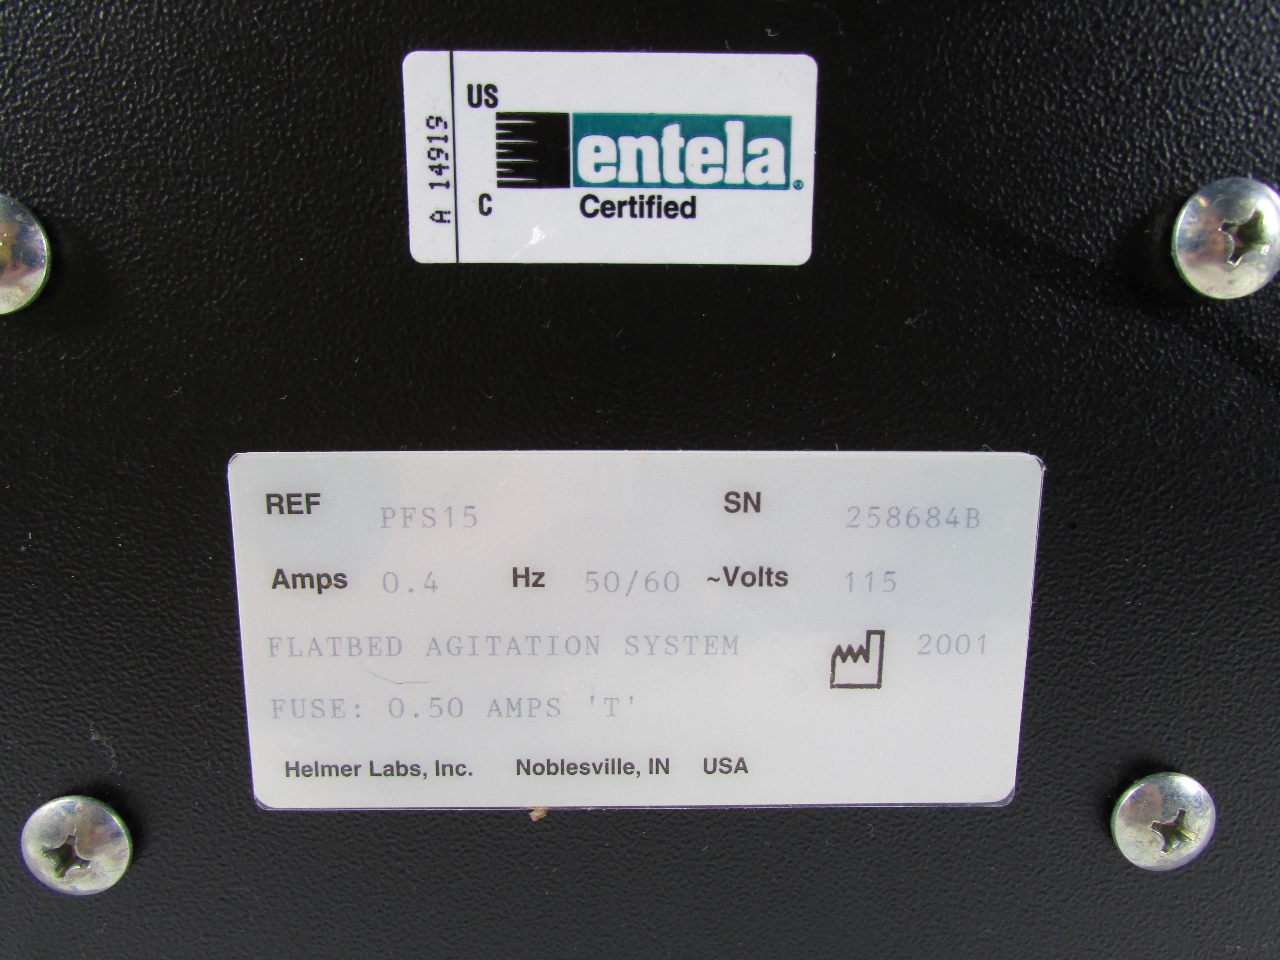 A 14919
US
entela®
C Certified
REF PFS15 SN 258684B
Amps 0.4 Hz 50/60 ~Volts 115
FLATBED AGITATION SYSTEM 2001
FUSE: 0.50 AMPS 'T'
Helmer Labs, Inc. Noblesville, IN USA